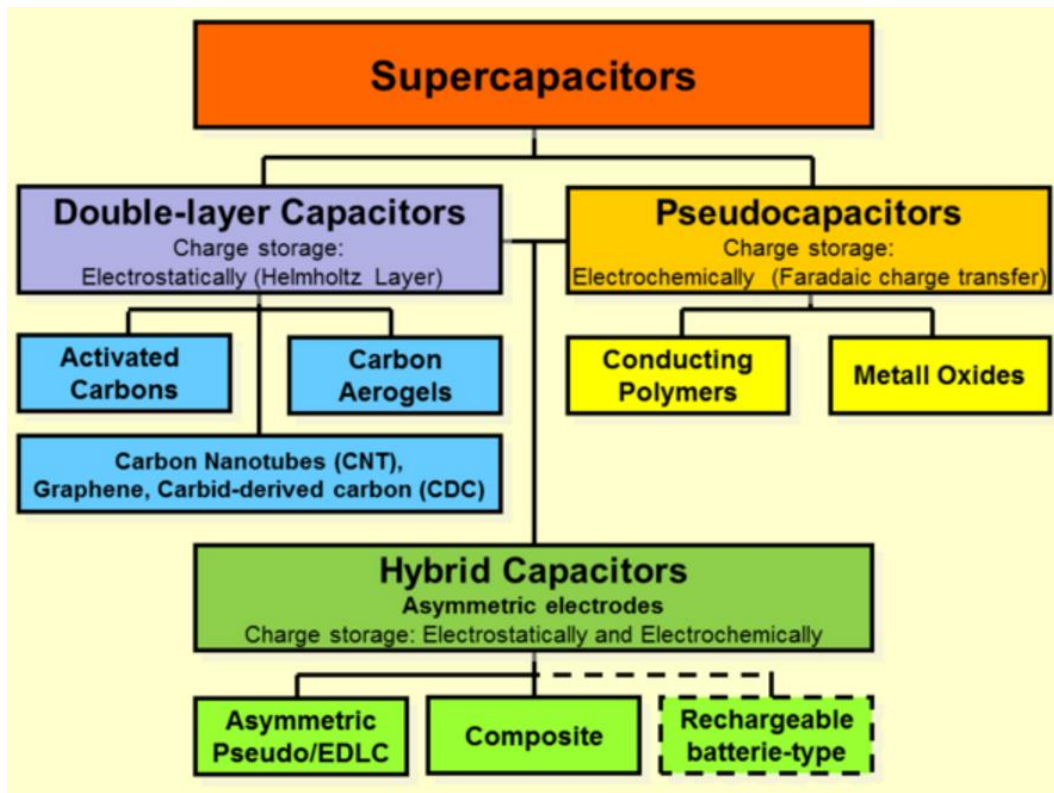 Supercapacitors
Double-layer Capacitors
Charge storage:
Electrostatically (Helmholtz Layer)
Pseudocapacitors
Charge storage:
Electrochemically (Faradaic charge transfer)
Activated
Carbons
Carbon
Aerogels
Conducting
Polymers
Metall Oxides
Carbon Nanotubes (CNT),
Graphene, Carbid-derived carbon (CDC)
Hybrid Capacitors
Asymmetric electrodes
Charge storage: Electrostatically and Electrochemically
Asymmetric
Pseudo/EDLC
Composite
Rechargeable
batterie-type